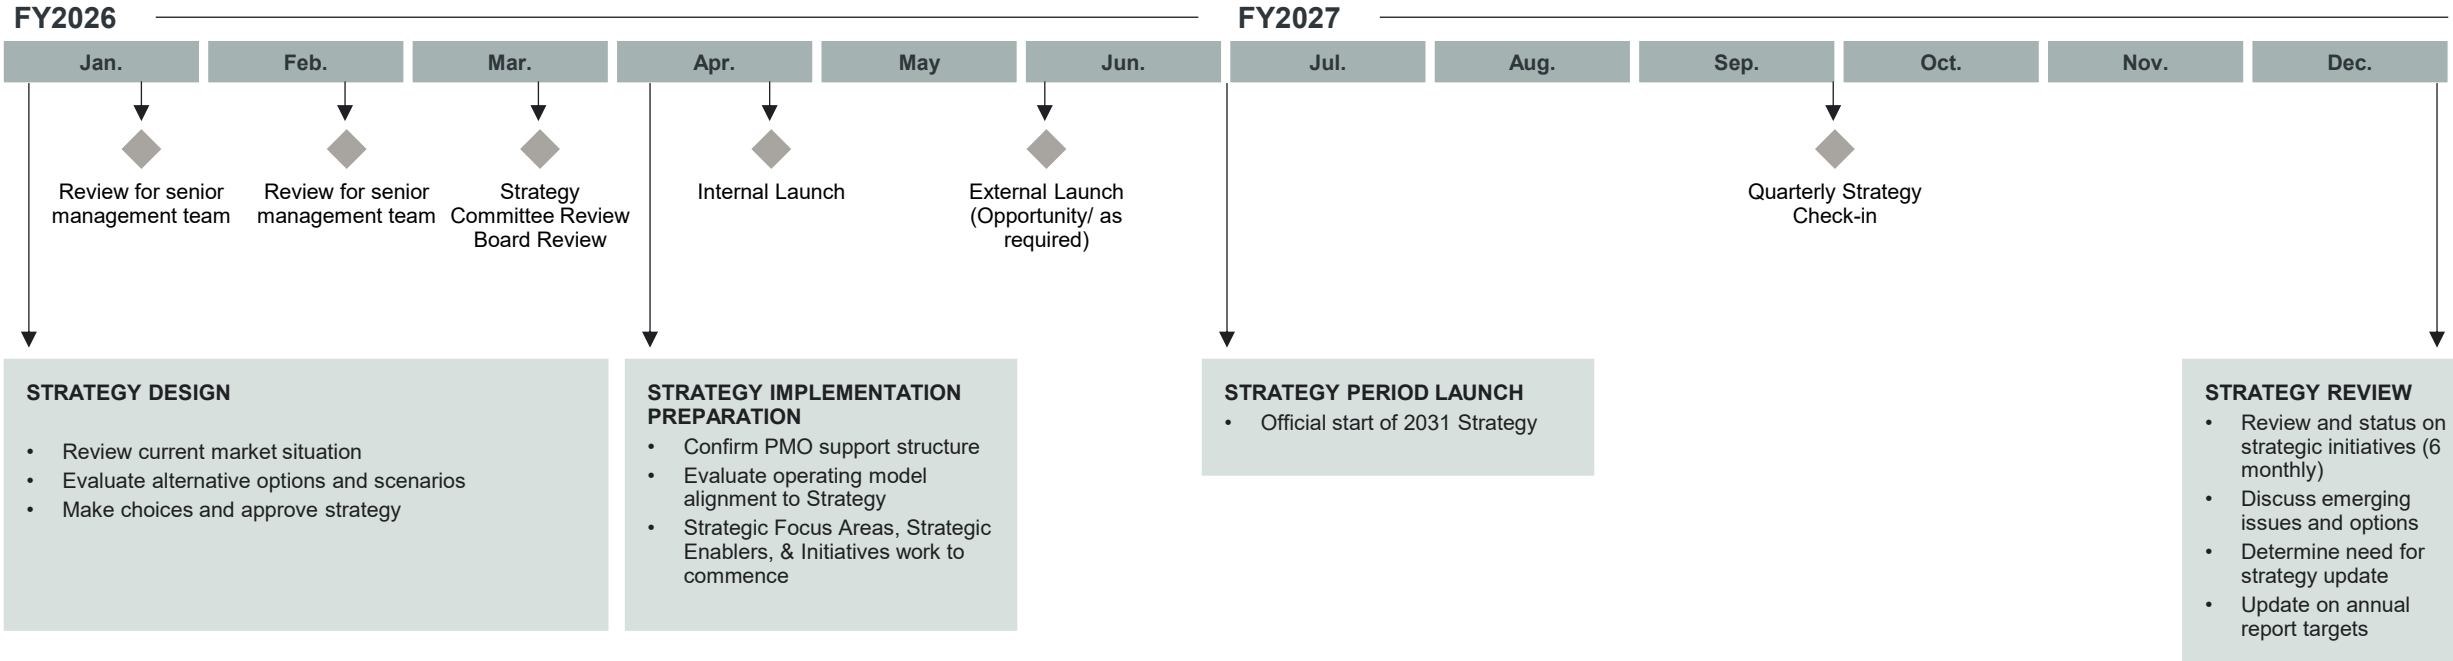 FY2026
FY2027
Jan.
Feb.
Mar.
Apr.
May
Jun.
Jul.
Aug.
Sep.
Oct.
Nov.
Dec.
Review for senior
management team
Review for senior
management team
Strategy
Committee Review
Board Review
Internal Launch
External Launch
(Opportunity/ as
required)
Quarterly Strategy
Check-in
STRATEGY DESIGN
• Review current market situation
• Evaluate alternative options and scenarios
• Make choices and approve strategy
STRATEGY IMPLEMENTATION
PREPARATION
• Confirm PMO support structure
• Evaluate operating model
alignment to Strategy
• Strategic Focus Areas, Strategic
Enablers, & Initiatives work to
commence
STRATEGY PERIOD LAUNCH
• Official start of 2031 Strategy
STRATEGY REVIEW
• Review and status on
strategic initiatives (6
monthly)
• Discuss emerging
issues and options
• Determine need for
strategy update
• Update on annual
report targets